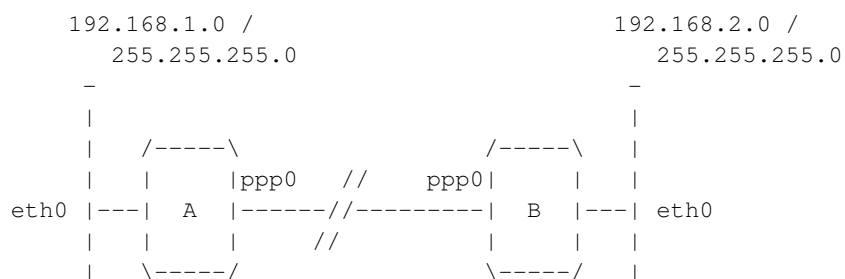 192.168.1.0 / 192.168.2.0 /
255.255.255.0 255.255.255.0
- -
| |
| /-----\ /-----\ |
| | |ppp0 // ppp0| | |
eth0 |---| A |------//---------| B |---| eth0
| | | // | | |
| \-----/ \-----/ |